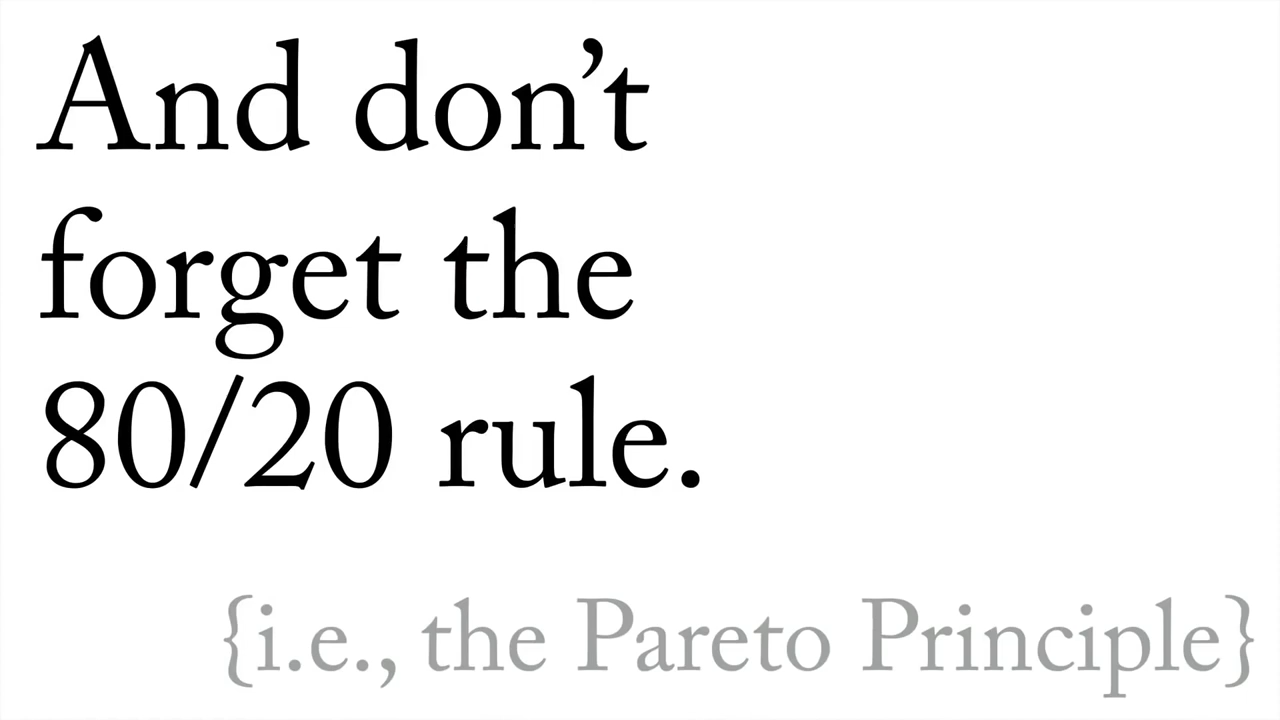 And don’t
forget the
80/20 rule.
{i.e., the Pareto Principle}